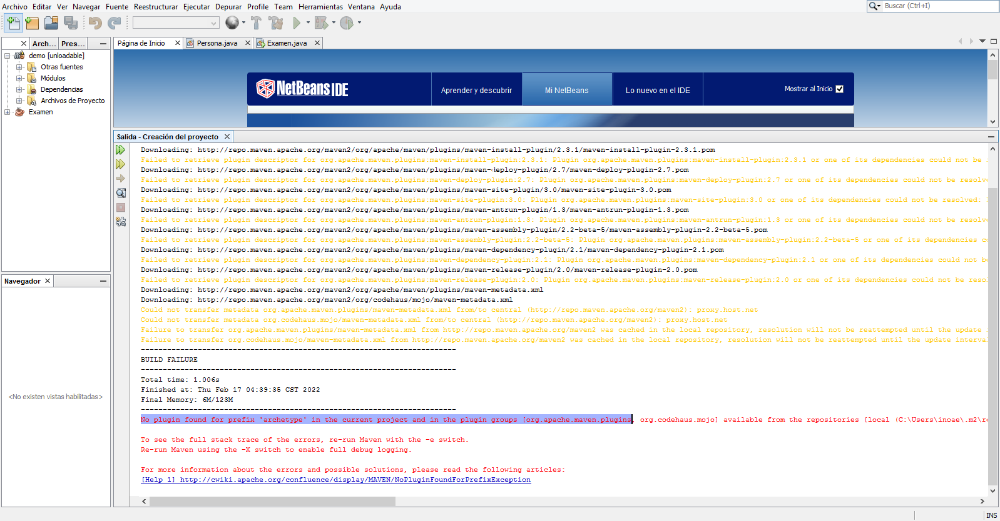 Archivo Editar Ver Navegar Fuente Reestructurar Ejecutar Depurar Profile Team Herramientas Ventana Ayuda
Buscar (Ctrl+I)
Arch... Pres...
Página de Inicio Persona.java Examen.java
demo [unloadable]
Otras fuentes
Módulos
Dependencias
Archivos de Proyecto
Examen
NetBeans IDE
Aprender y descubrir
Mi NetBeans
Lo nuevo en el IDE
Mostrar al Inicio
Navegador
<No existen vistas habilitadas>
Salida - Creación del proyecto
Downloading: http://repo.maven.apache.org/maven2/org/apache/maven/plugins/maven-install-plugin/2.3.1/maven-install-plugin-2.3.1.pom
Failed to retrieve plugin descriptor for org.apache.maven.plugins:maven-install-plugin:2.3.1: Plugin org.apache.maven.plugins:maven-install-plugin:2.3.1 or one of its dependencies could not be
Downloading: http://repo.maven.apache.org/maven2/org/apache/maven/plugins/maven-deploy-plugin/2.7/maven-deploy-plugin-2.7.pom
Failed to retrieve plugin descriptor for org.apache.maven.plugins:maven-deploy-plugin:2.7: Plugin org.apache.maven.plugins:maven-deploy-plugin:2.7 or one of its dependencies could not be resolve
Downloading: http://repo.maven.apache.org/maven2/org/apache/maven/plugins/maven-site-plugin/3.0/maven-site-plugin-3.0.pom
Failed to retrieve plugin descriptor for org.apache.maven.plugins:maven-site-plugin:3.0: Plugin org.apache.maven.plugins:maven-site-plugin:3.0 or one of its dependencies could not be resolved:
Downloading: http://repo.maven.apache.org/maven2/org/apache/maven/plugins/maven-antrun-plugin/1.3/maven-antrun-plugin-1.3.pom
Failed to retrieve plugin descriptor for org.apache.maven.plugins:maven-antrun-plugin:1.3: Plugin org.apache.maven.plugins:maven-antrun-plugin:1.3 or one of its dependencies could not be resolve
Downloading: http://repo.maven.apache.org/maven2/org/apache/maven/plugins/maven-assembly-plugin/2.2-beta-5/maven-assembly-plugin-2.2-beta-5.pom
Failed to retrieve plugin descriptor for org.apache.maven.plugins:maven-assembly-plugin:2.2-beta-5: Plugin org.apache.maven.plugins:maven-assembly-plugin:2.2-beta-5 or one of its dependencies c
Downloading: http://repo.maven.apache.org/maven2/org/apache/maven/plugins/maven-dependency-plugin/2.1/maven-dependency-plugin-2.1.pom
Failed to retrieve plugin descriptor for org.apache.maven.plugins:maven-dependency-plugin:2.1: Plugin org.apache.maven.plugins:maven-dependency-plugin:2.1 or one of its dependencies could not b
Downloading: http://repo.maven.apache.org/maven2/org/apache/maven/plugins/maven-release-plugin/2.0/maven-release-plugin-2.0.pom
Failed to retrieve plugin descriptor for org.apache.maven.plugins:maven-release-plugin:2.0: Plugin org.apache.maven.plugins:maven-release-plugin:2.0 or one of its dependencies could not be resol
Downloading: http://repo.maven.apache.org/maven2/org/apache/maven/plugins/maven-metadata.xml
Downloading: http://repo.maven.apache.org/maven2/org/codehaus/mojo/maven-metadata.xml
Could not transfer metadata org.apache.maven.plugins/maven-metadata.xml from/to central (http://repo.maven.apache.org/maven2): proxy.host.net
Could not transfer metadata org.codehaus.mojo/maven-metadata.xml from/to central (http://repo.maven.apache.org/maven2): proxy.host.net
Failure to transfer org.apache.maven.plugins/maven-metadata.xml from http://repo.maven.apache.org/maven2 was cached in the local repository, resolution will not be reattempted until the update
Failure to transfer org.codehaus.mojo/maven-metadata.xml from http://repo.maven.apache.org/maven2 was cached in the local repository, resolution will not be reattempted until the update interval
------------------------------------------------------------------------
BUILD FAILURE
------------------------------------------------------------------------
Total time: 1.006s
Finished at: Thu Feb 17 04:39:35 CST 2022
Final Memory: 6M/123M
------------------------------------------------------------------------
No plugin found for prefix 'archetype' in the current project and in the plugin groups [org.apache.maven.plugins, org.codehaus.mojo] available from the repositories [local (C:\Users\inoae\.m2\re
To see the full stack trace of the errors, re-run Maven with the -e switch.
Re-run Maven using the -X switch to enable full debug logging.
For more information about the errors and possible solutions, please read the following articles:
[Help 1] http://cwiki.apache.org/confluence/display/MAVEN/NoPluginFoundForPrefixException
INS